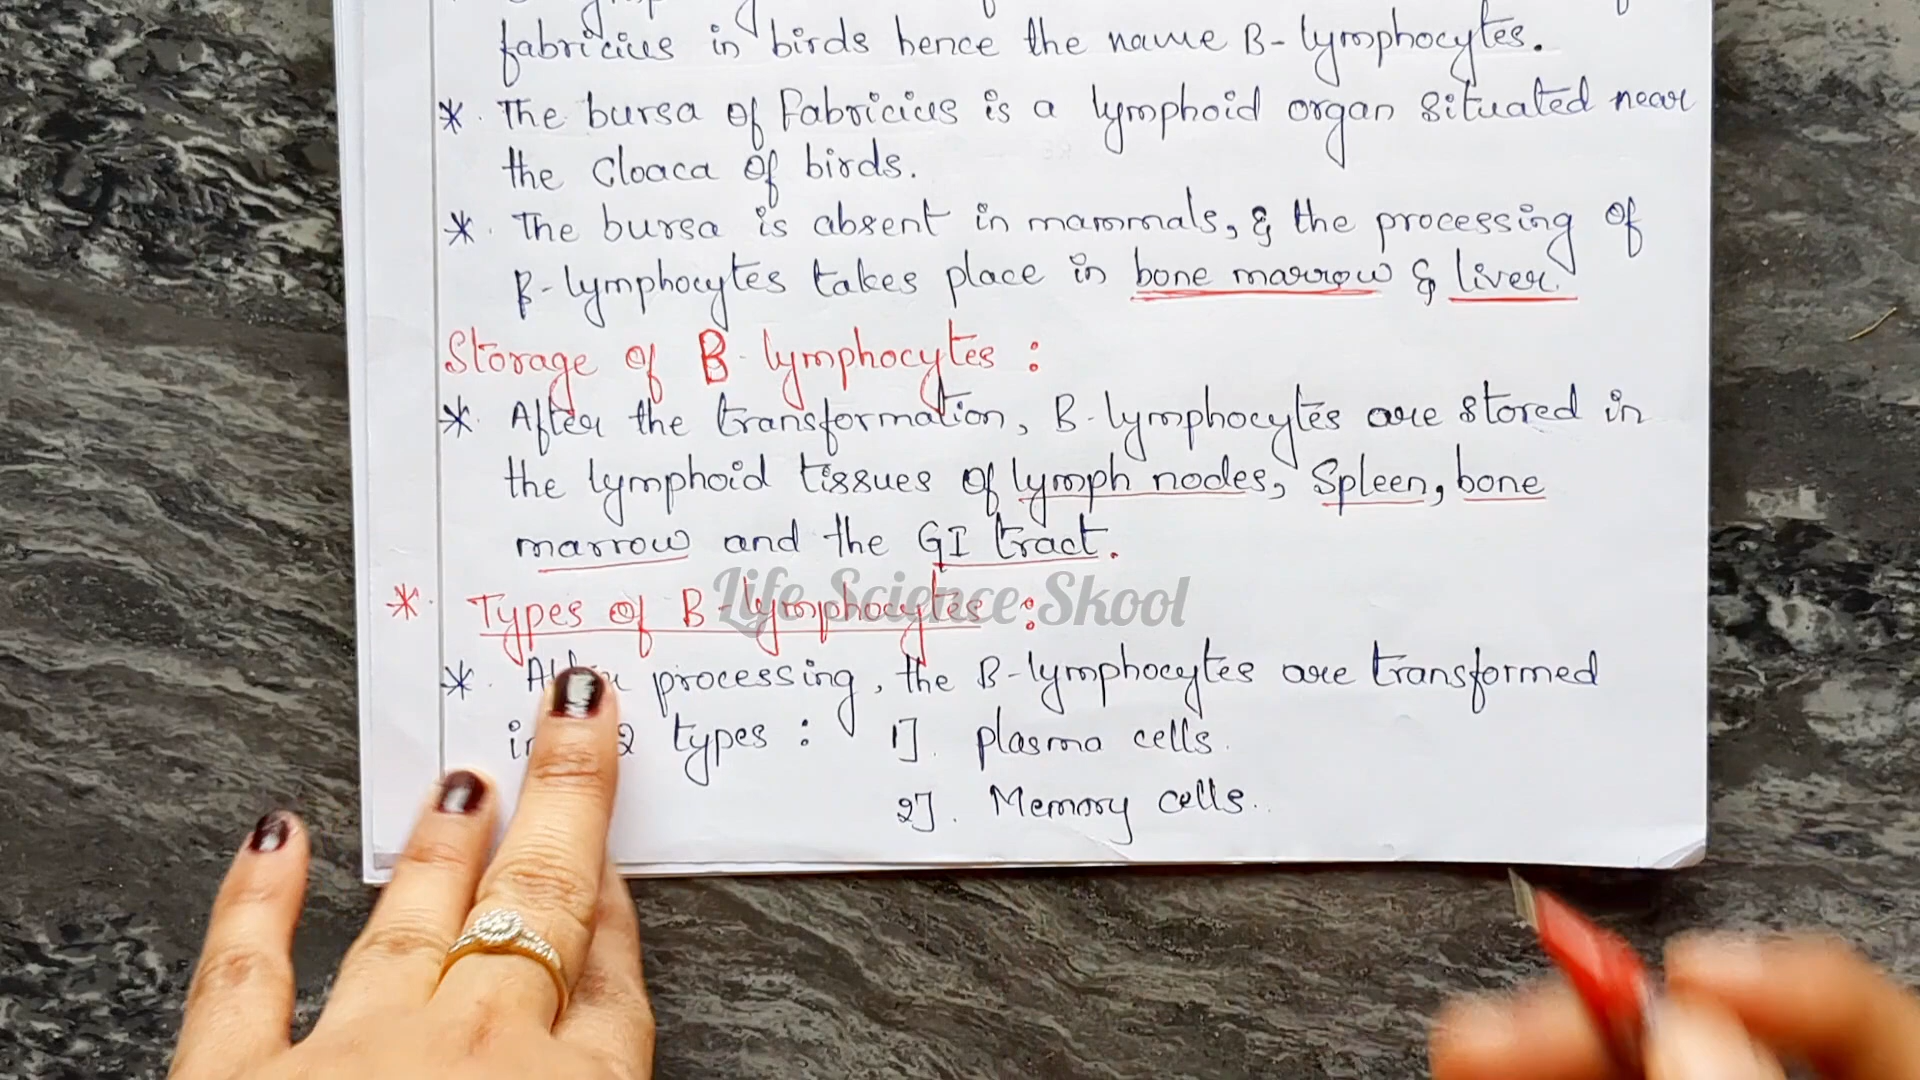 fabricius in birds hence the name B-lymphocytes.
* The bursa of Fabricius is a lymphoid organ situated near
the cloaca of birds.
* The bursa is absent in mammals, & the processing of
B-lymphocytes takes place in bone marrow & liver.
Storage of B-lymphocytes :
* After the transformation, B-lymphocytes are stored in
the lymphoid tissues of lymph nodes, Spleen, bone
marrow and the GI tract.
Life Science Skool
* Types of B-lymphocytes :
* processing, the B-lymphocytes are transformed
2 types : 1]. plasma cells.
2]. Memory cells.